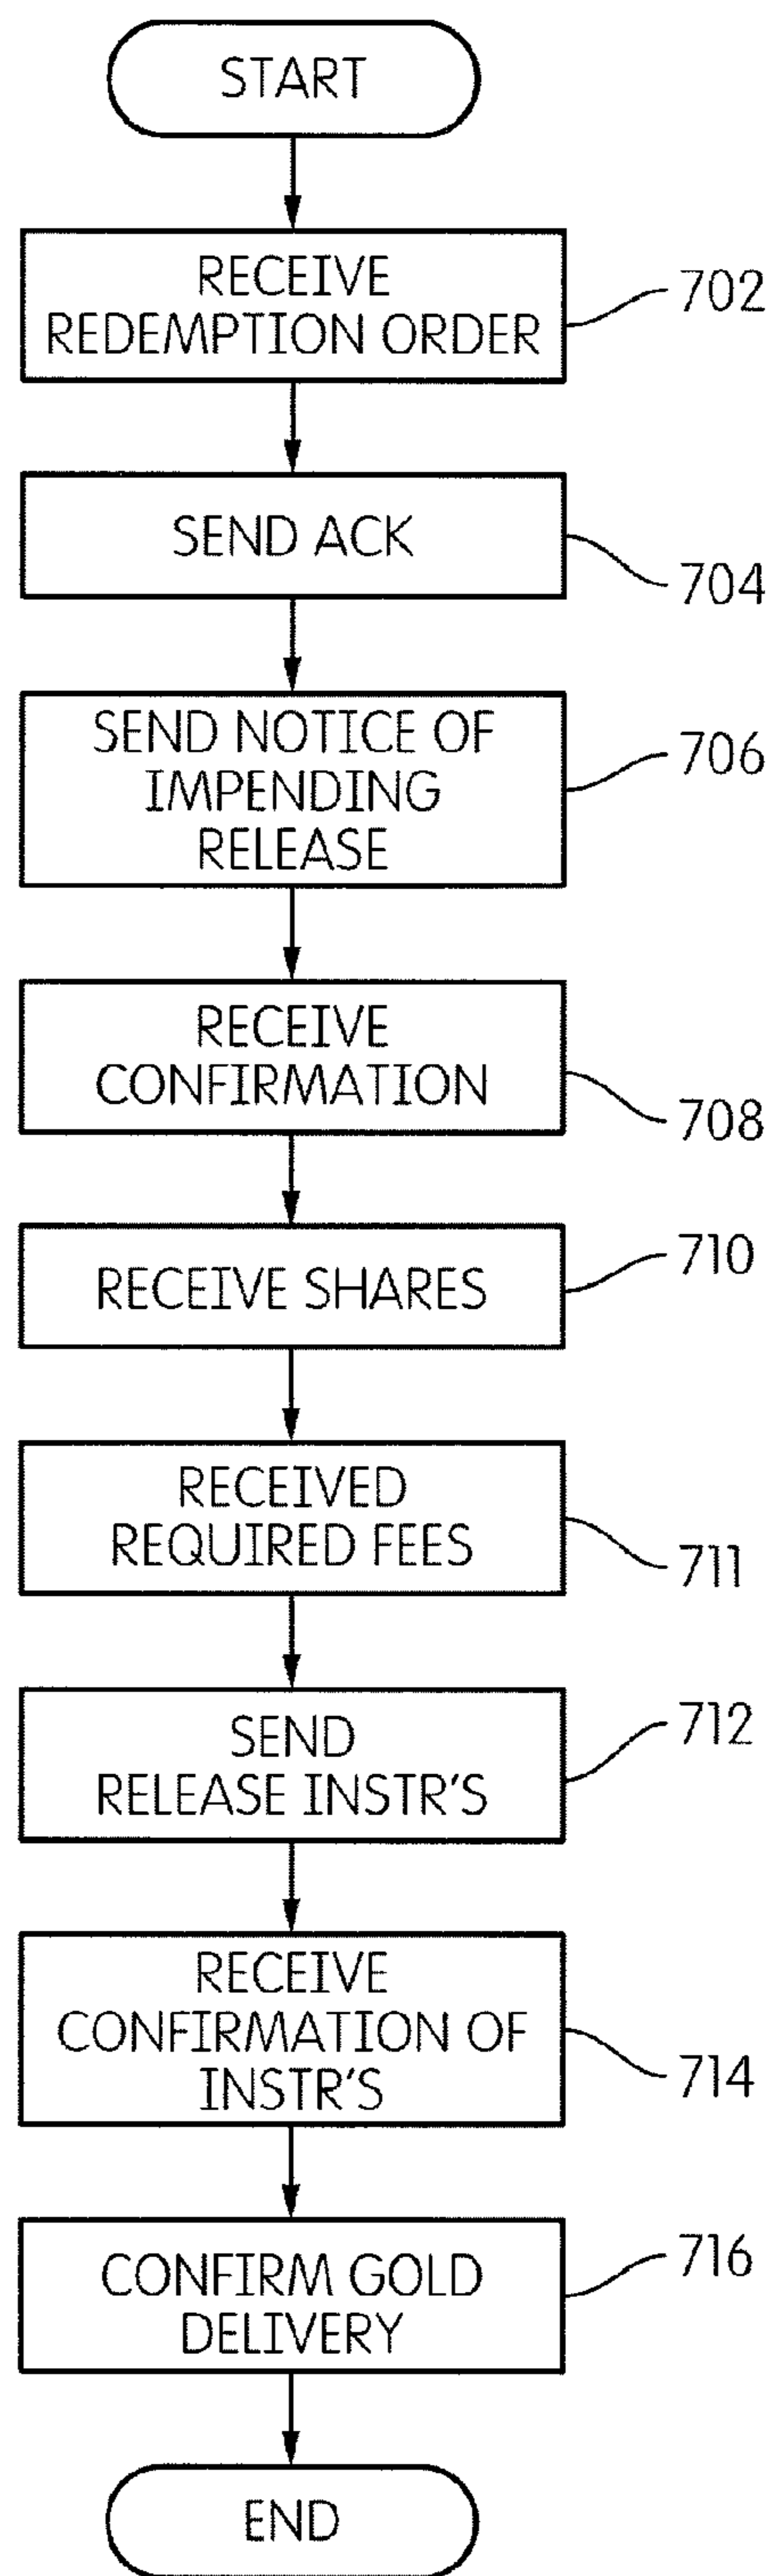 START
RECEIVE
REDEMPTION ORDER
702
SEND ACK
704
SEND NOTICE OF
IMPENDING
RELEASE
706
RECEIVE
CONFIRMATION
708
RECEIVE SHARES
710
RECEIVED
REQUIRED FEES
711
SEND
RELEASE INSTR'S
712
RECEIVE
CONFIRMATION OF
INSTR'S
714
CONFIRM GOLD
DELIVERY
716
END